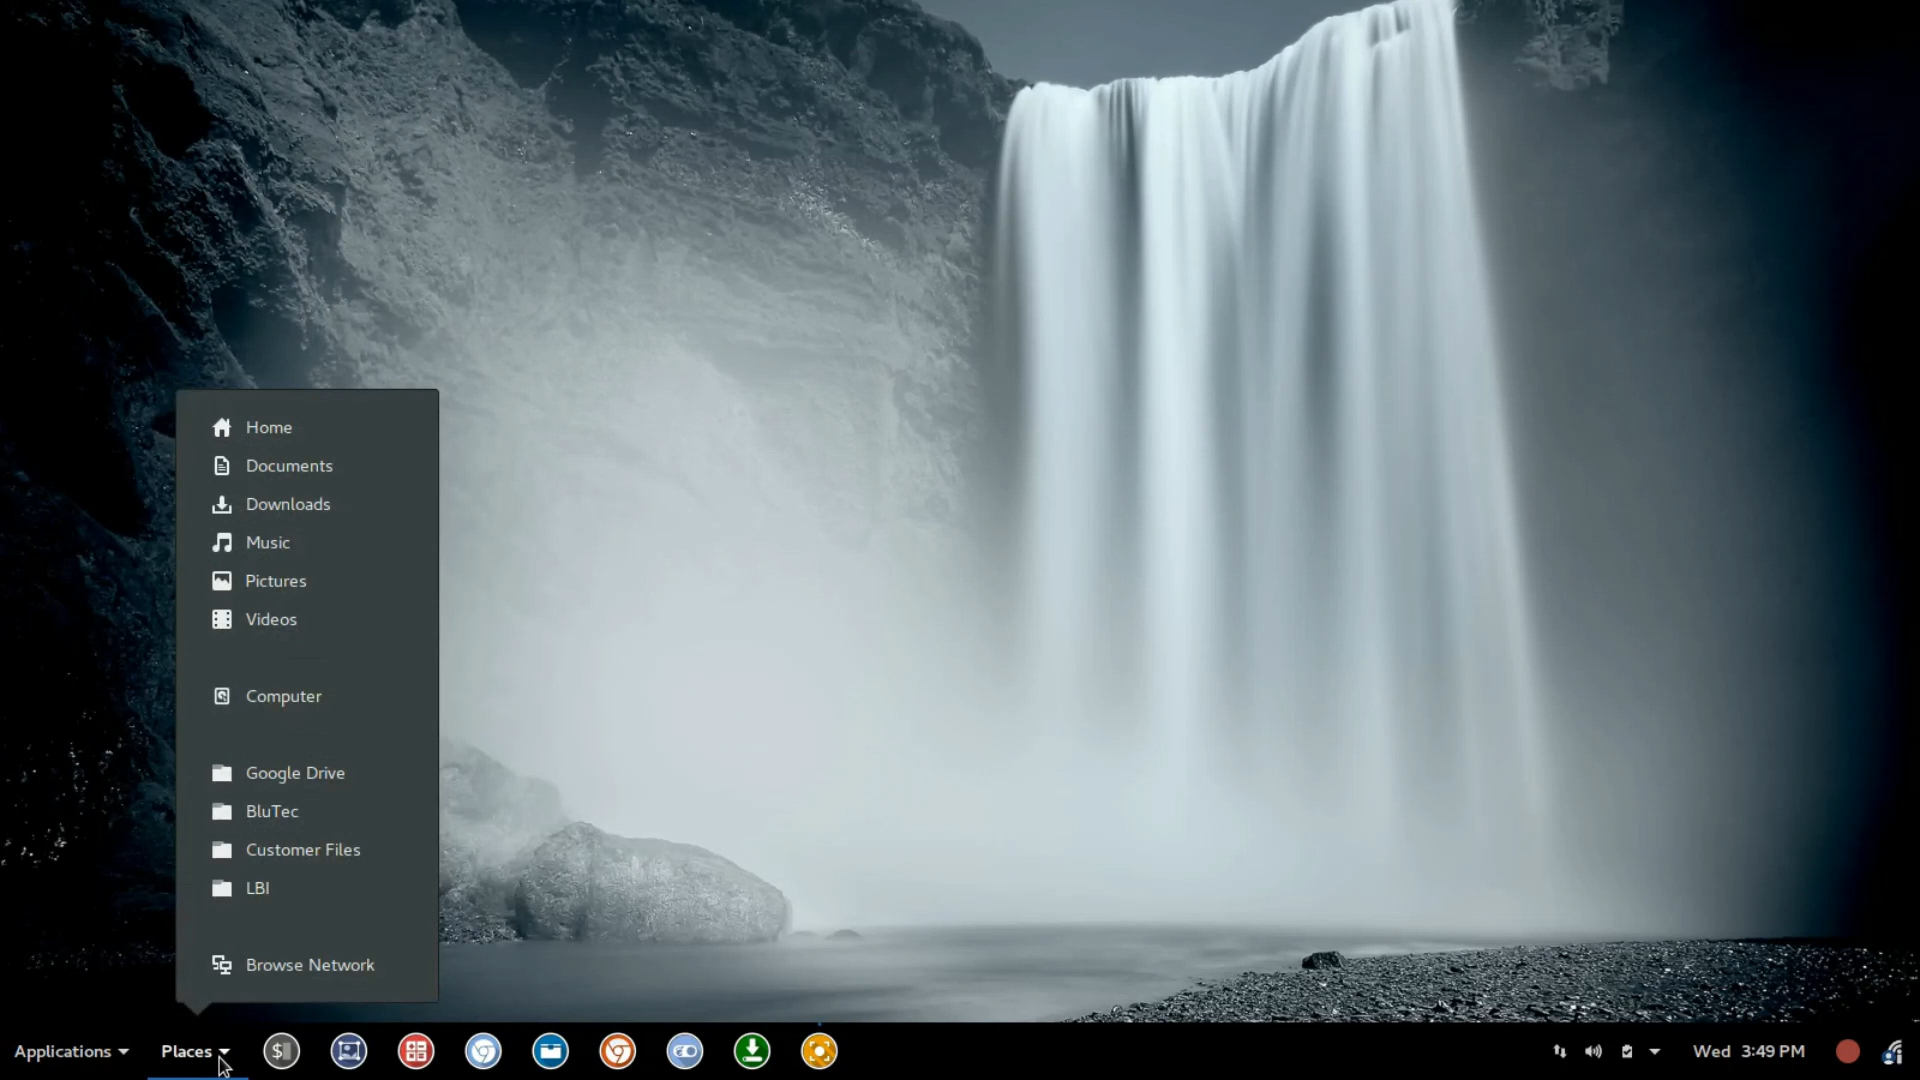 Home
Documents
Downloads
Music
Pictures
Videos
Computer
Google Drive
BluTec
Customer Files
LBI
Browse Network
Applications Places $ Wed 3:49 PM